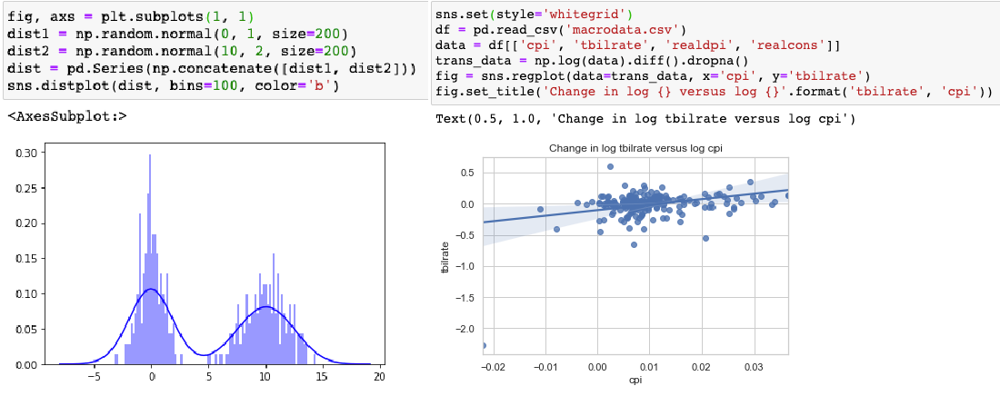 fig, axs = plt.subplots(1, 1)
dist1 = np.random.normal(0, 1, size=200)
dist2 = np.random.normal(10, 2, size=200)
dist = pd.Series(np.concatenate([dist1, dist2]))
sns.distplot(dist, bins=100, color='b')
<AxesSubplot:>
0.30
0.25
0.20
0.15
0.10
0.05
0.00
−5 0 5 10 15 20
sns.set(style='whitegrid')
df = pd.read_csv('macrodata.csv')
data = df[['cpi', 'tbilrate', 'realdpi', 'realcons']]
trans_data = np.log(data).diff().dropna()
fig = sns.regplot(data=trans_data, x='cpi', y='tbilrate')
fig.set_title('Change in log {} versus log {}'.format('tbilrate', 'cpi'))
Text(0.5, 1.0, 'Change in log tbilrate versus log cpi')
Change in log tbilrate versus log cpi
0.5
0.0
−0.5
−1.0
−1.5
−2.0
tbilrate
−0.02 −0.01 0.00 0.01 0.02 0.03
cpi